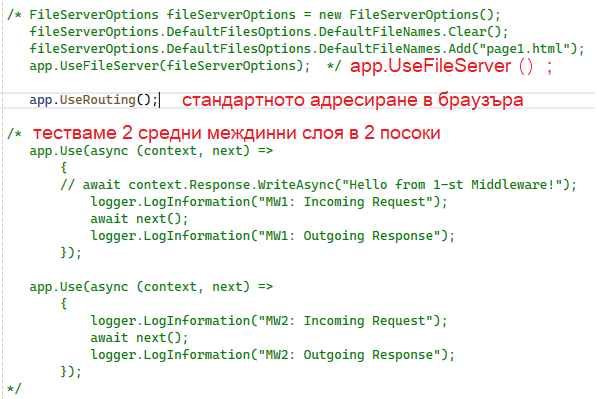 /* FileServerOptions fileServerOptions = new FileServerOptions();
fileServerOptions.DefaultFilesOptions.DefaultFileNames.Clear();
fileServerOptions.DefaultFilesOptions.DefaultFileNames.Add("page1.html");
app.UseFileServer(fileServerOptions);  */ app.UseFileServer () ;
app.UseRouting(); стандартното адресиране в браузъра
/* тестваме 2 средни междинни слоя в 2 посоки
app.Use(async (context, next) =>
{
// await context.Response.WriteAsync("Hello from 1-st Middleware!");
logger.LogInformation("MW1: Incoming Request");
await next();
logger.LogInformation("MW1: Outgoing Response");
});
app.Use(async (context, next) =>
{
logger.LogInformation("MW2: Incoming Request");
await next();
logger.LogInformation("MW2: Outgoing Response");
});
*/